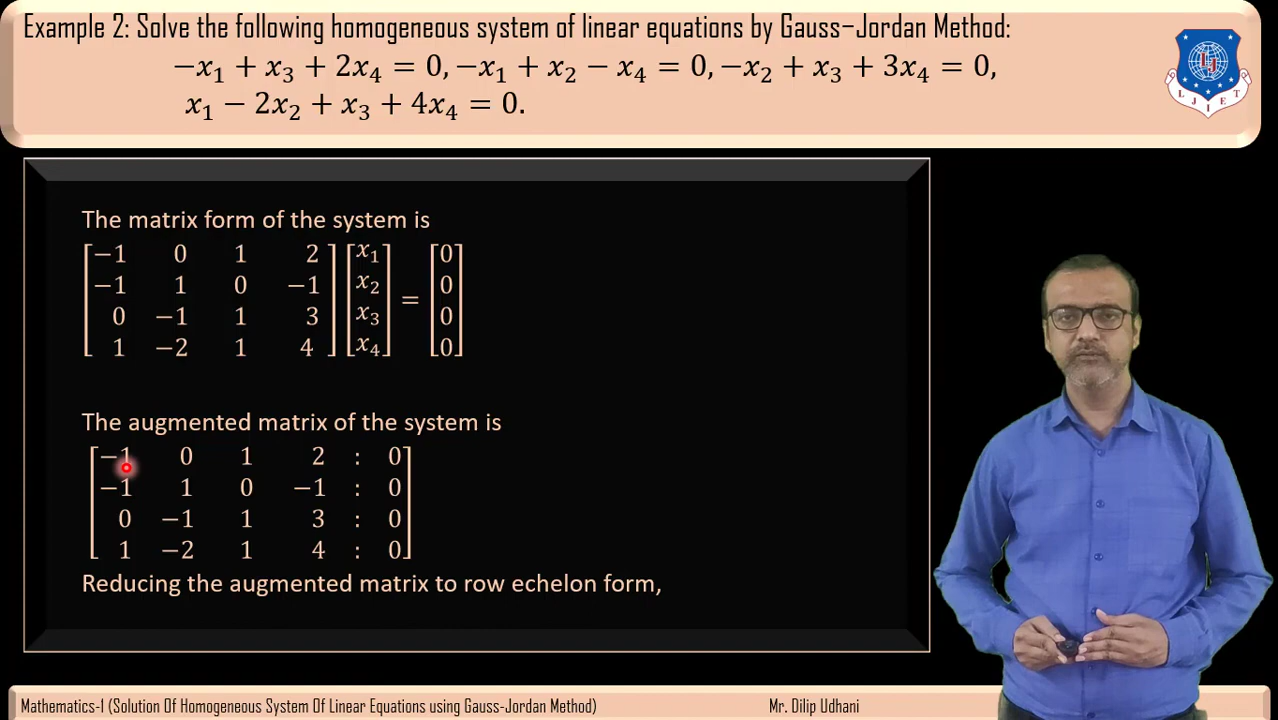 Example 2: Solve the following homogeneous system of linear equations by Gauss−Jordan Method:
−x₁ + x₃ + 2x₄ = 0, −x₁ + x₂ − x₄ = 0, −x₂ + x₃ + 3x₄ = 0,
x₁ − 2x₂ + x₃ + 4x₄ = 0.
L J I E T
The matrix form of the system is
[−1 0 1 2] [x₁] [0]
[−1 1 0 −1] [x₂] [0]
=
[0 −1 1 3] [x₃] [0]
[1 −2 1 4] [x₄] [0]
The augmented matrix of the system is
[−1 0 1 2 : 0]
[−1 1 0 −1 : 0]
[0 −1 1 3 : 0]
[1 −2 1 4 : 0]
Reducing the augmented matrix to row echelon form,
Mathematics-1 (Solution Of Homogeneous System Of Linear Equations using Gauss-Jordan Method) Mr. Dilip Udhani